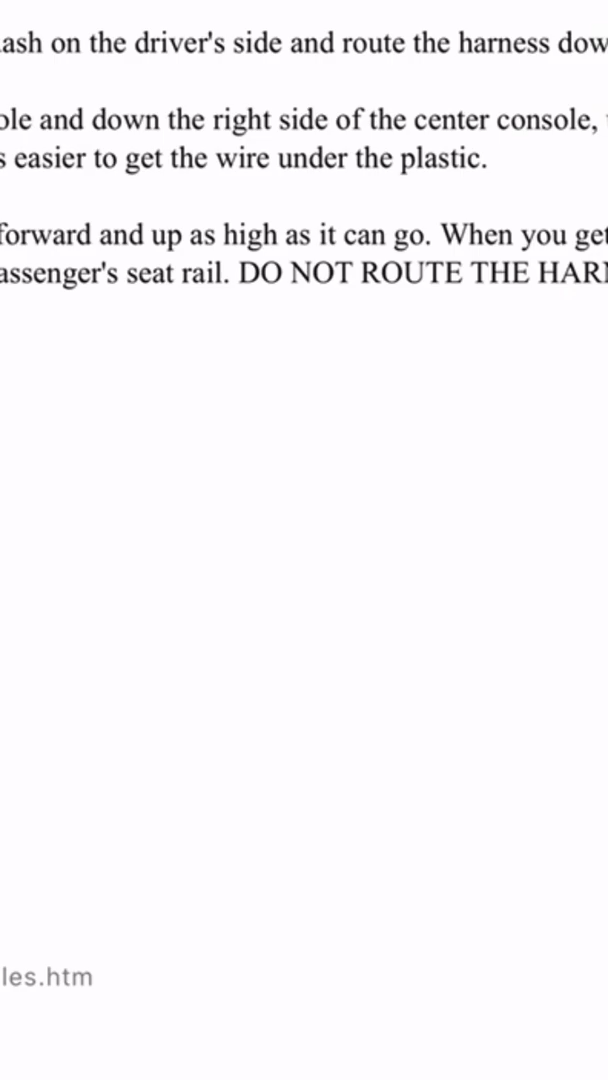 ash on the driver's side and route the harness dow
ole and down the right side of the center console,
s easier to get the wire under the plastic.
forward and up as high as it can go. When you get
assenger's seat rail. DO NOT ROUTE THE HAR
les.htm